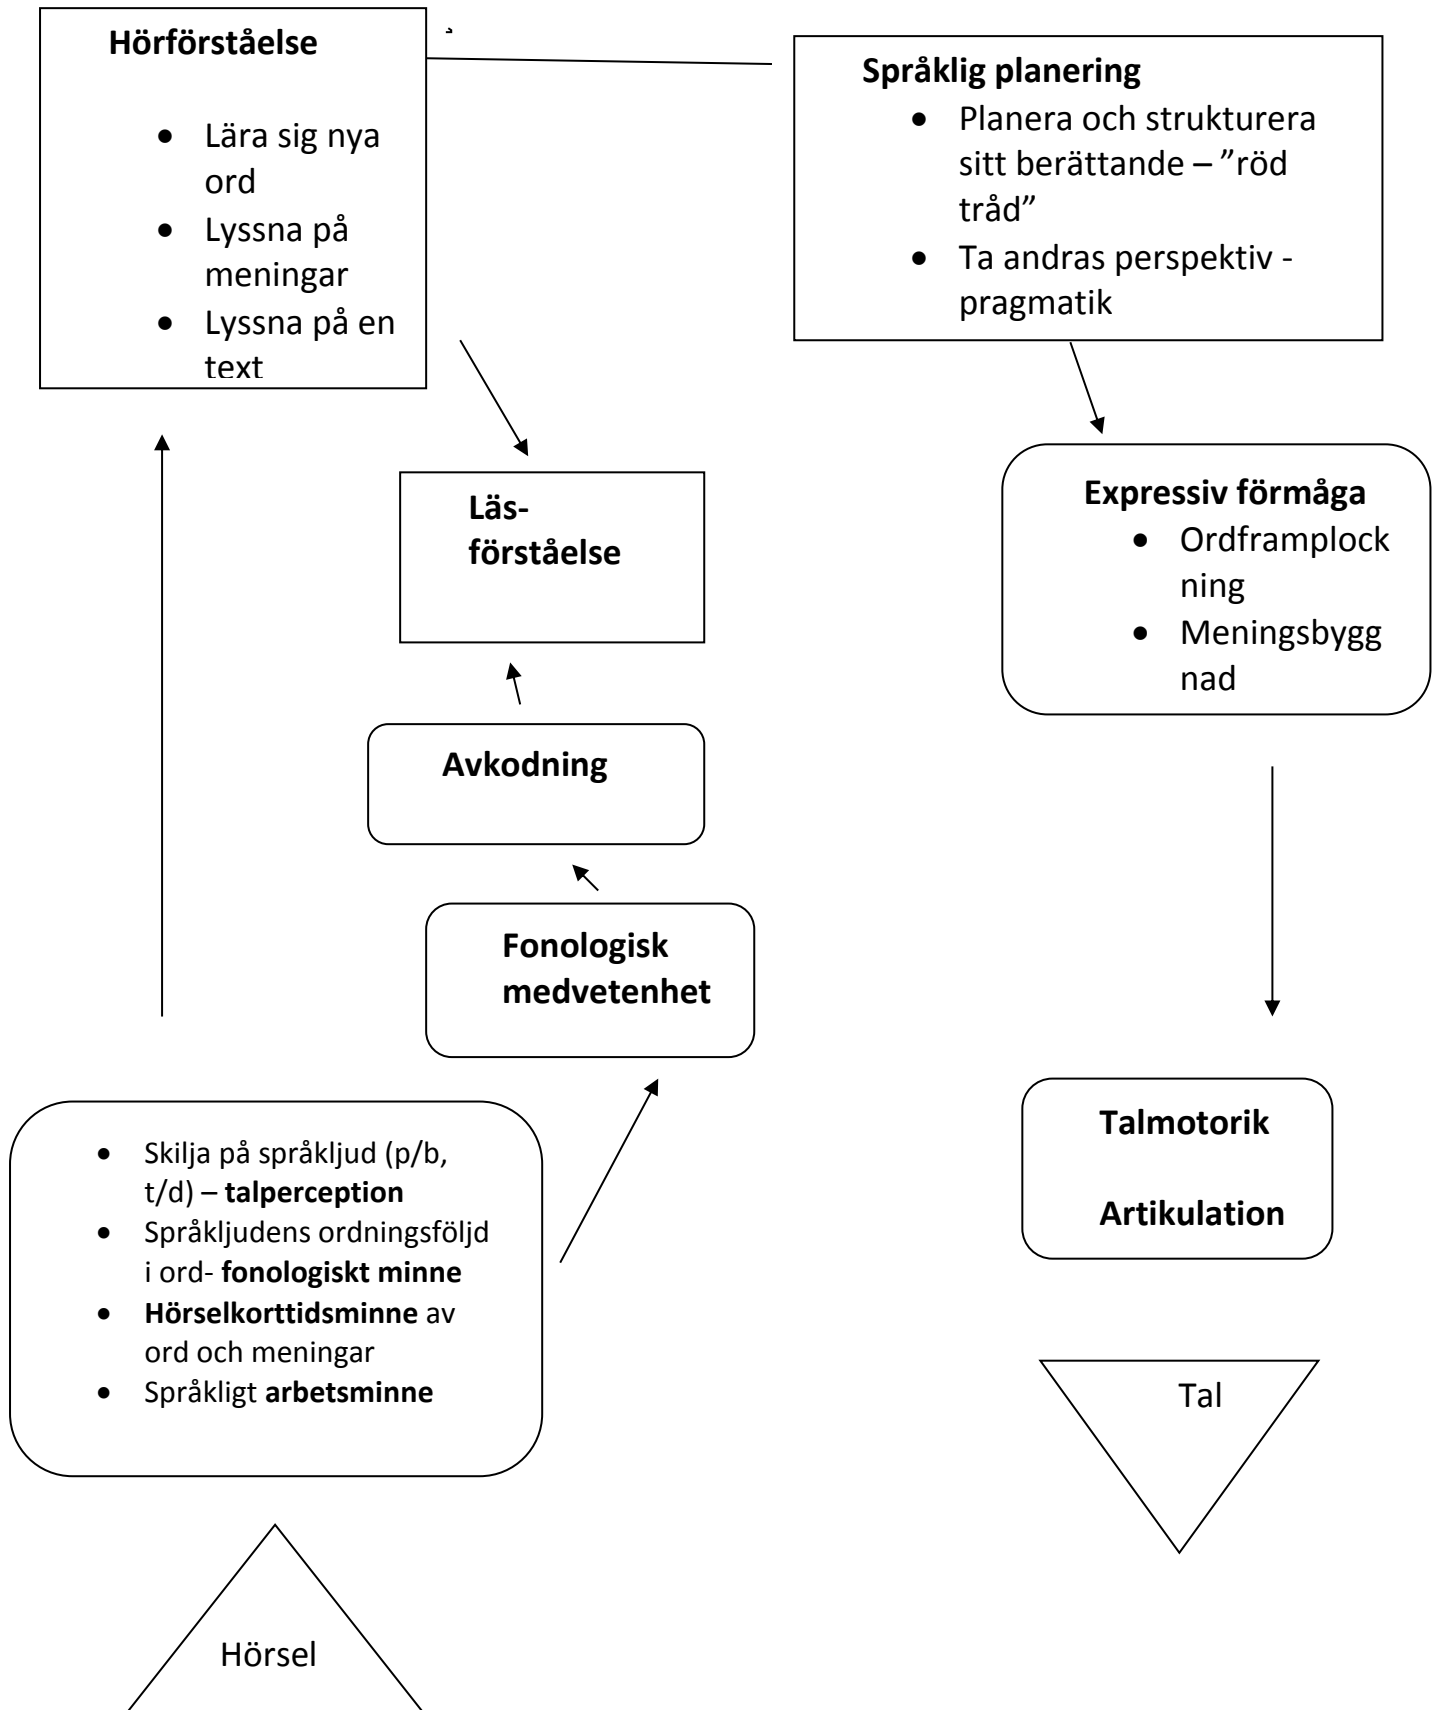 Hörförståelse
• Lära sig nya
ord
• Lyssna på
meningar
• Lyssna på en
text
Språklig planering
• Planera och strukturera
sitt berättande – ”röd
tråd”
• Ta andras perspektiv -
pragmatik
Läs-
förståelse
Expressiv förmåga
• Ordframplock
ning
• Meningsbygg
nad
Avkodning
Fonologisk
medvetenhet
• Skilja på språkljud (p/b,
t/d) – talperception
• Språkljudens ordningsföljd
i ord- fonologiskt minne
• Hörselkorttidsminne av
ord och meningar
• Språkligt arbetsminne
Talmotorik
Artikulation
Tal
Hörsel